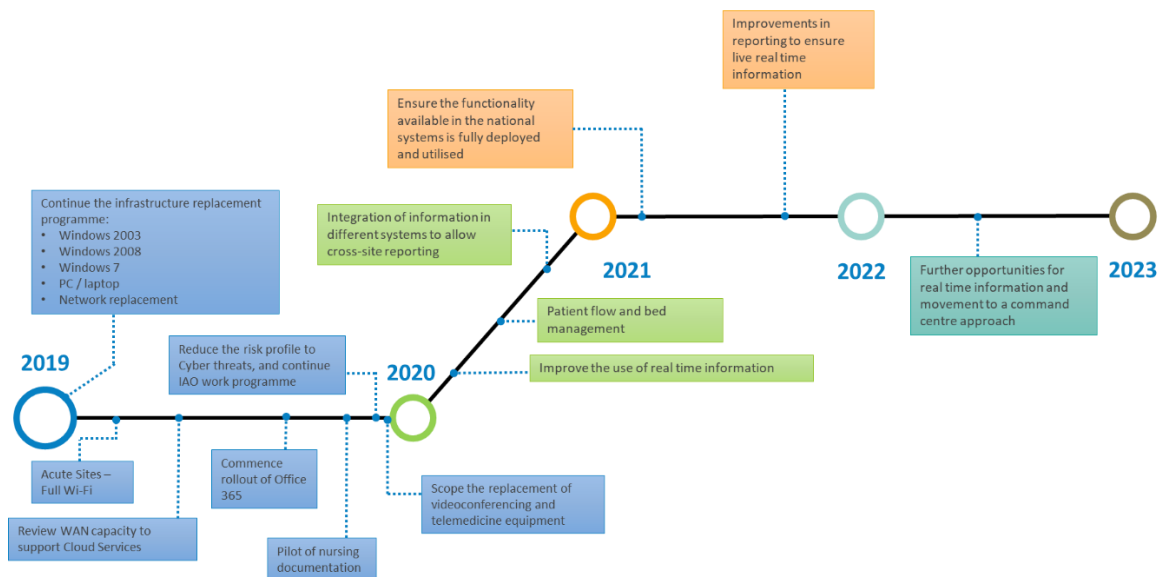 Improvements in
reporting to ensure
live real time
information
Ensure the functionality
available in the national
systems is fully deployed
and utilised
Continue the infrastructure replacement
programme:
• Windows 2003
• Windows 2008
• Windows 7
• PC / laptop
• Network replacement
Integration of information in
different systems to allow
cross-site reporting
2021
2022
2023
Further opportunities for
real time information and
movement to a command
centre approach
Patient flow and bed
management
2019
Reduce the risk profile to
Cyber threats, and continue
IAO work programme
2020
Improve the use of real time information
Acute Sites –
Full Wi-Fi
Commence
rollout of Office
365
Scope the replacement of
videoconferencing and
telemedicine equipment
Review WAN capacity to
support Cloud Services
Pilot of nursing
documentation